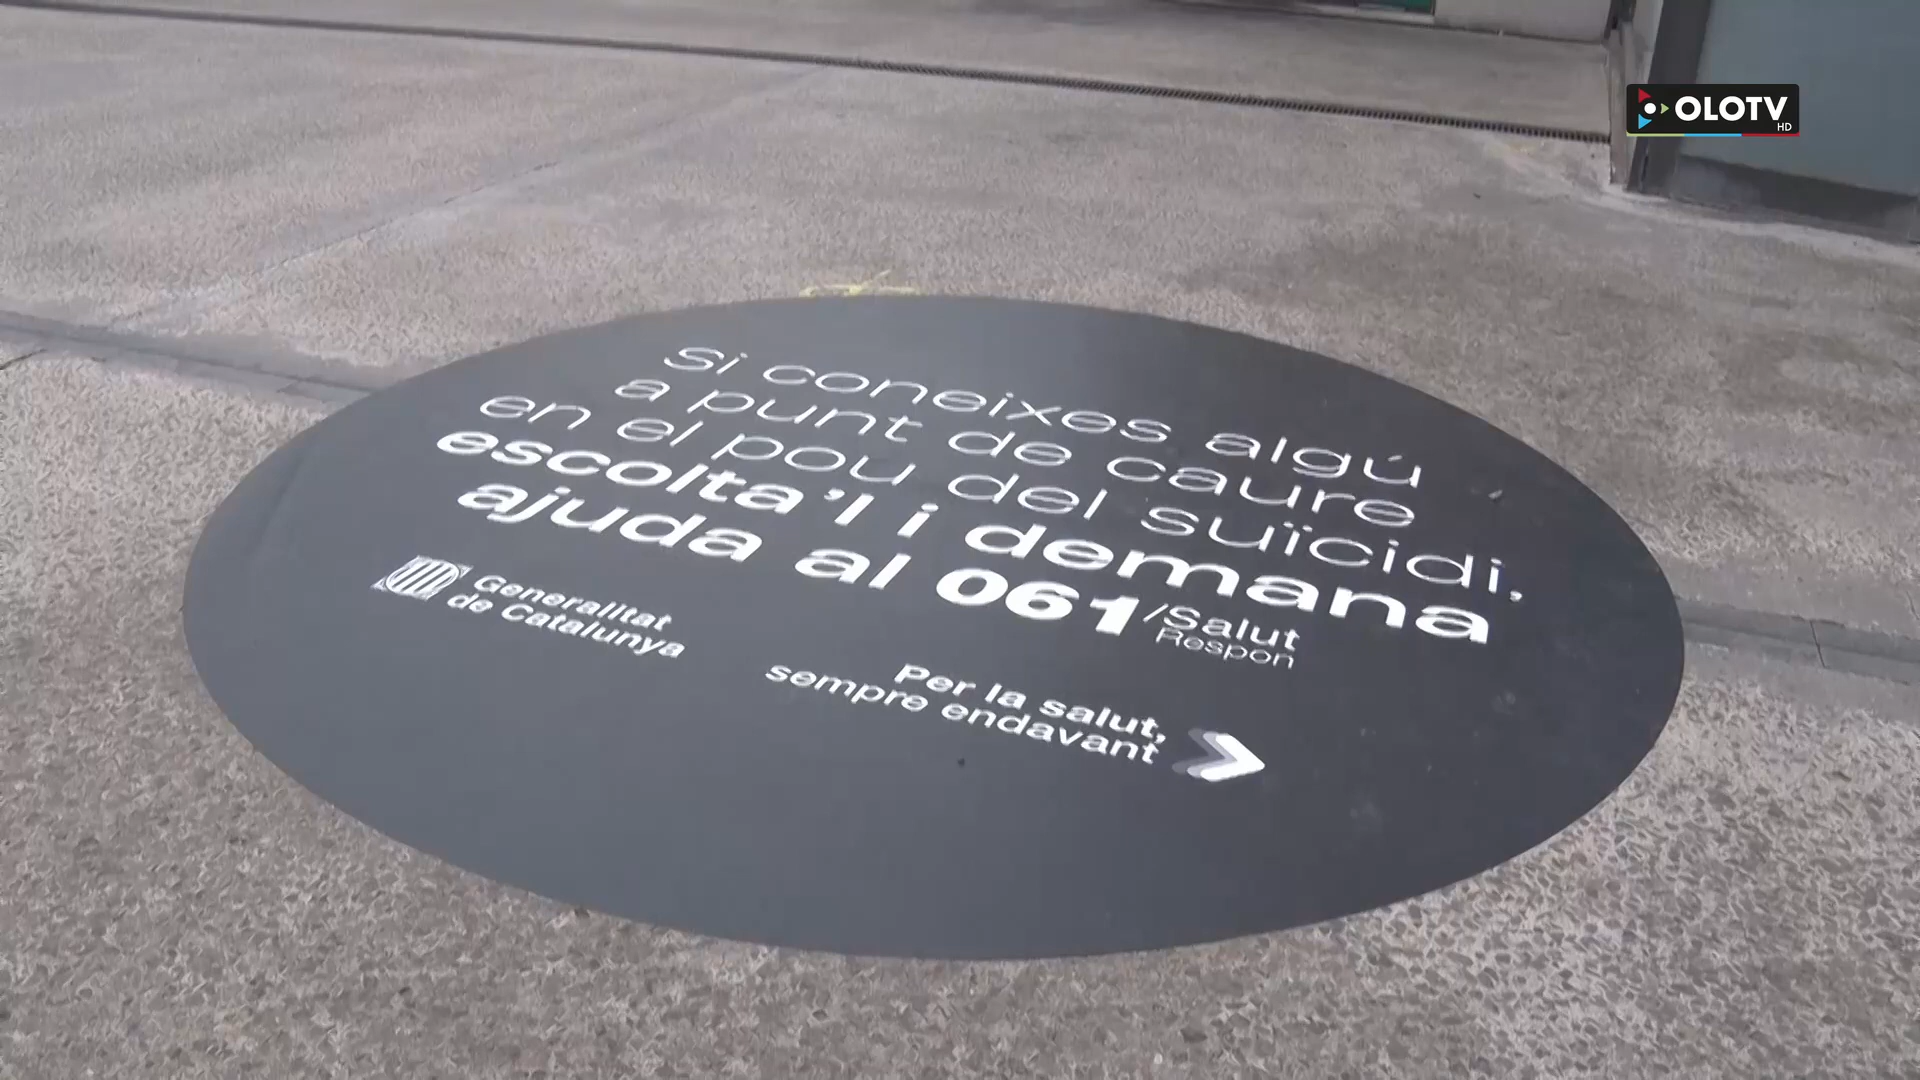 OLOTV
HD
Si coneixes algú
a punt de caure
en el pou del suïcidi,
escolta'l i demana
ajuda al 061/Salut
Respon
Generalitat
de Catalunya
Per la salut,
sempre endavant